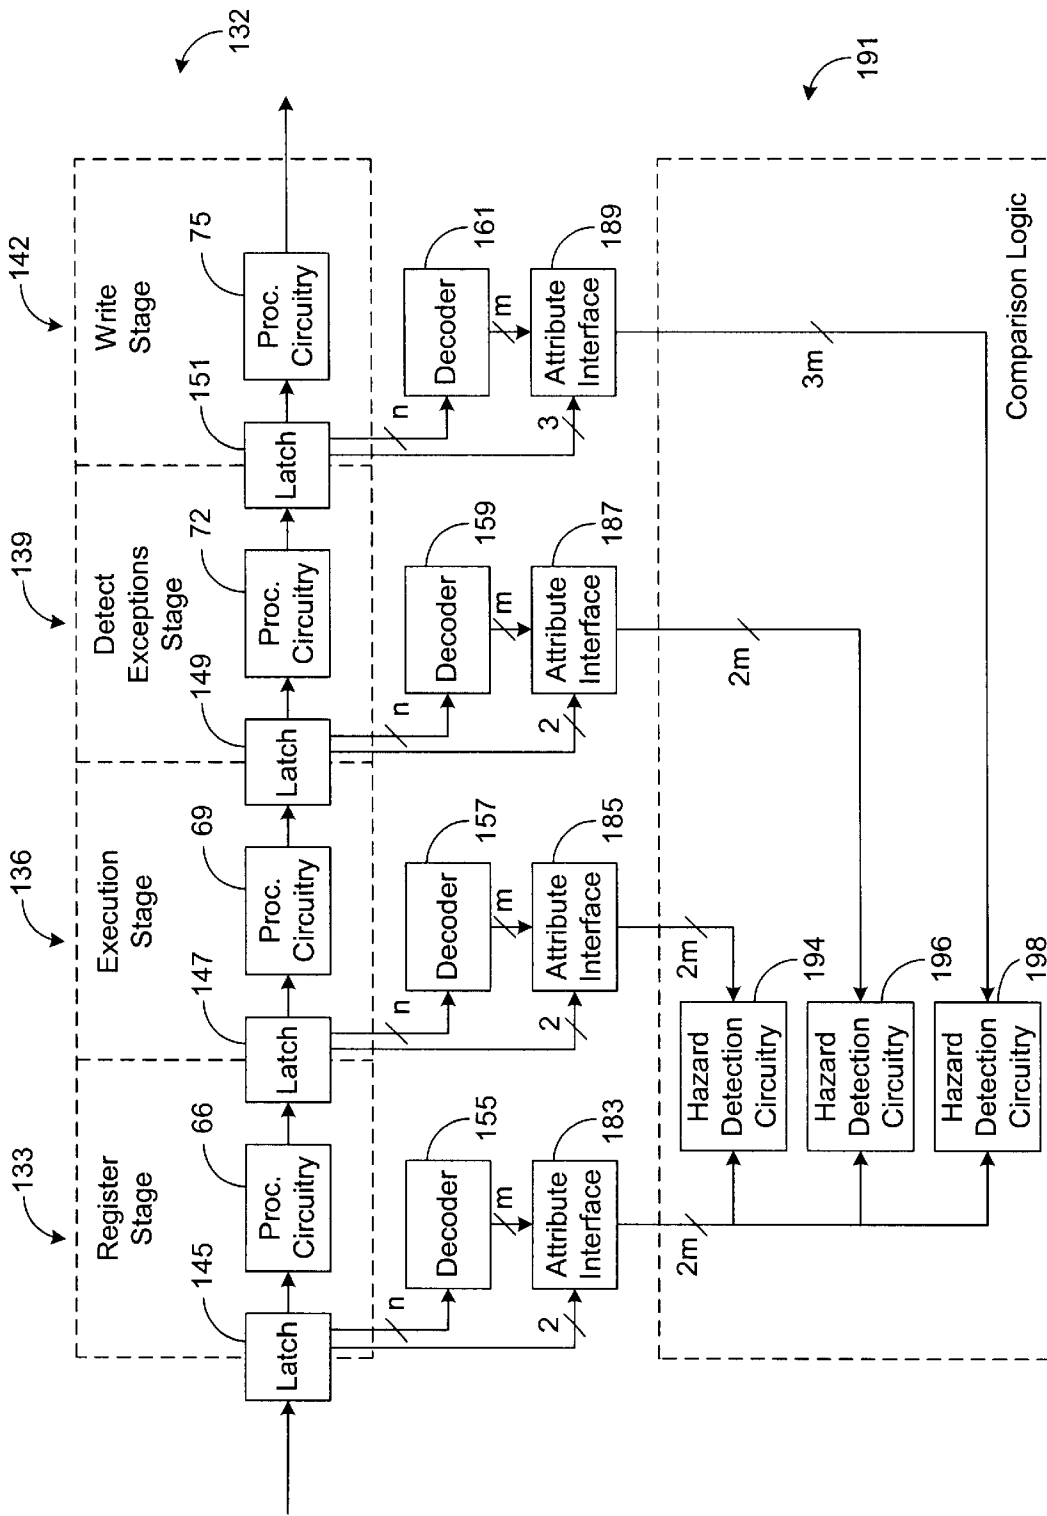 133
136
139
142
132
Register
Stage
Execution
Stage
Detect
Exceptions
Stage
Write
Stage
145
66
147
69
149
72
151
75
Latch
Proc.
Circuitry
Latch
Proc.
Circuitry
Latch
Proc.
Circuitry
Latch
Proc.
Circuitry
n
155
n
157
n
159
n
161
Decoder
Decoder
Decoder
Decoder
m
m
m
m
2
183
2
185
2
187
3
189
Attribute
Interface
Attribute
Interface
Attribute
Interface
Attribute
Interface
191
2m
2m
2m
3m
Hazard
Detection
Circuitry
194
Hazard
Detection
Circuitry
196
Hazard
Detection
Circuitry
198
Comparison Logic